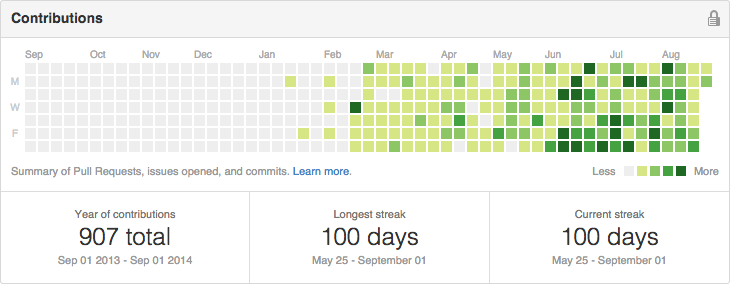 Contributions
Sep Oct Nov Dec Jan Feb Mar Apr May Jun Jul Aug
M
W
F
Summary of Pull Requests, issues opened, and commits. Learn more.
Less More
Year of contributions
907 total
Sep 01 2013 - Sep 01 2014
Longest streak
100 days
May 25 - September 01
Current streak
100 days
May 25 - September 01